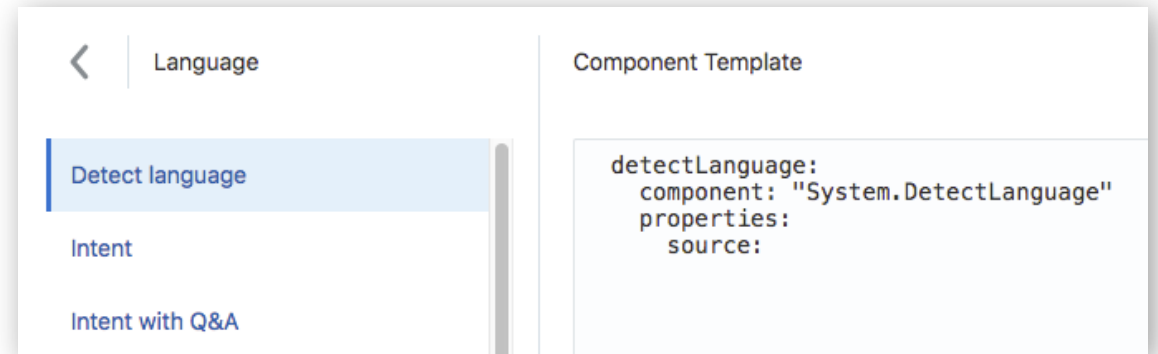 Language
Component Template
Detect language
Intent
Intent with Q&A
detectLanguage:
component: "System.DetectLanguage"
properties:
source: